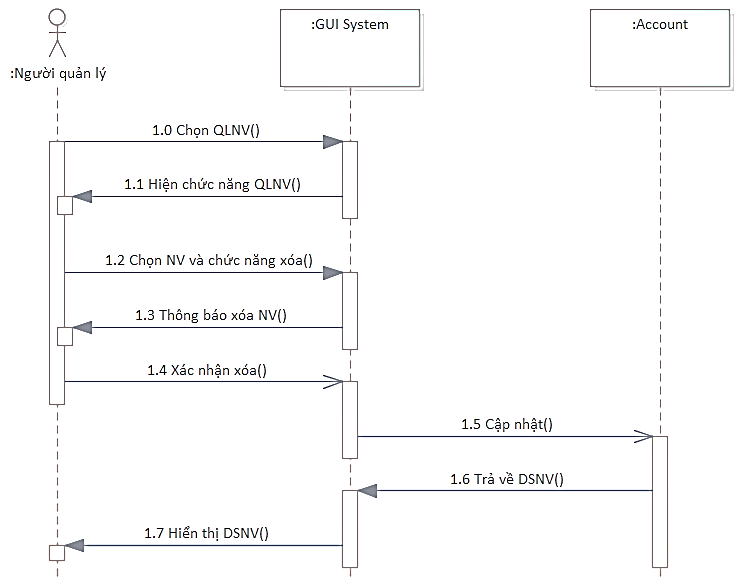 :GUI System
:Account
:Người quản lý
1.0 Chọn QLNV()
1.1 Hiện chức năng QLNV()
1.2 Chọn NV và chức năng xóa()
1.3 Thông báo xóa NV()
1.4 Xác nhận xóa()
1.5 Cập nhật()
1.6 Trả về DSNV()
1.7 Hiển thị DSNV()